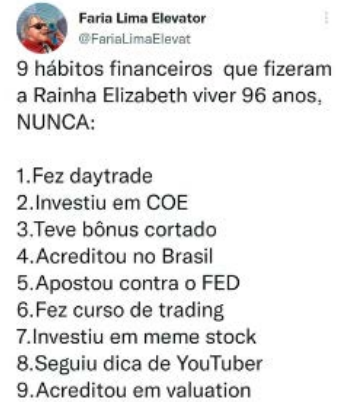 Faria Lima Elevator
@FariaLimaElevat
9 hábitos financeiros que fizeram
a Rainha Elizabeth viver 96 anos,
NUNCA:
1.Fez daytrade
2.Investiu em COE
3.Teve bônus cortado
4.Acreditou no Brasil
5.Apostou contra o FED
6.Fez curso de trading
7.Investiu em meme stock
8.Seguiu dica de YouTuber
9.Acreditou em valuation